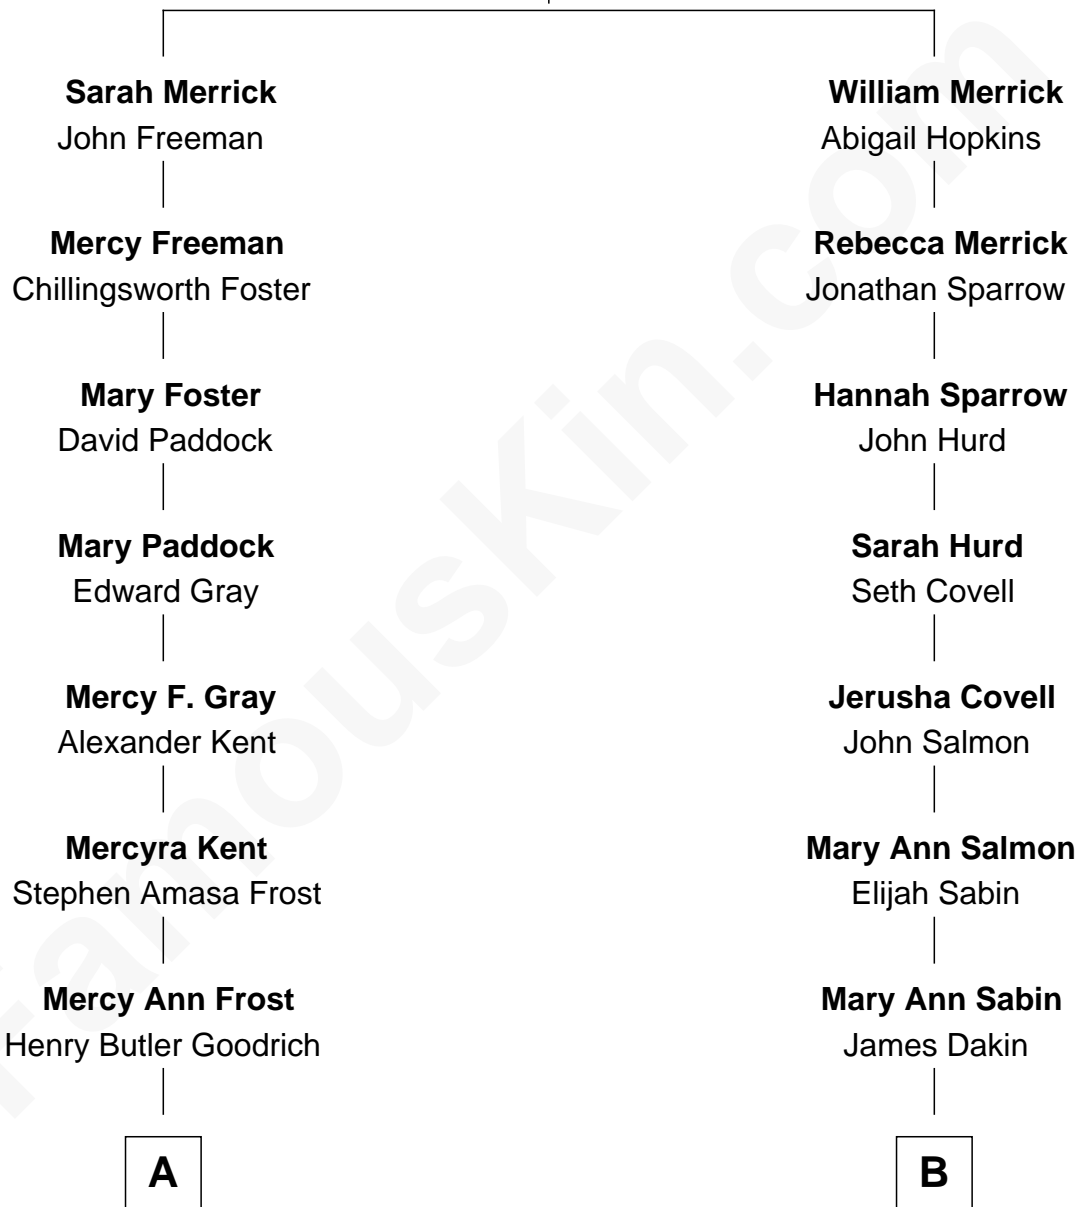 Sarah Merrick
John Freeman
Mercy Freeman
Chillingsworth Foster
Mary Foster
David Paddock
Mary Paddock
Edward Gray
Mercy F. Gray
Alexander Kent
Mercyra Kent
Stephen Amasa Frost
Mercy Ann Frost
Henry Butler Goodrich
A
William Merrick
Abigail Hopkins
Rebecca Merrick
Jonathan Sparrow
Hannah Sparrow
John Hurd
Sarah Hurd
Seth Covell
Jerusha Covell
John Salmon
Mary Ann Salmon
Elijah Sabin
Mary Ann Sabin
James Dakin
B
FamousKin.com